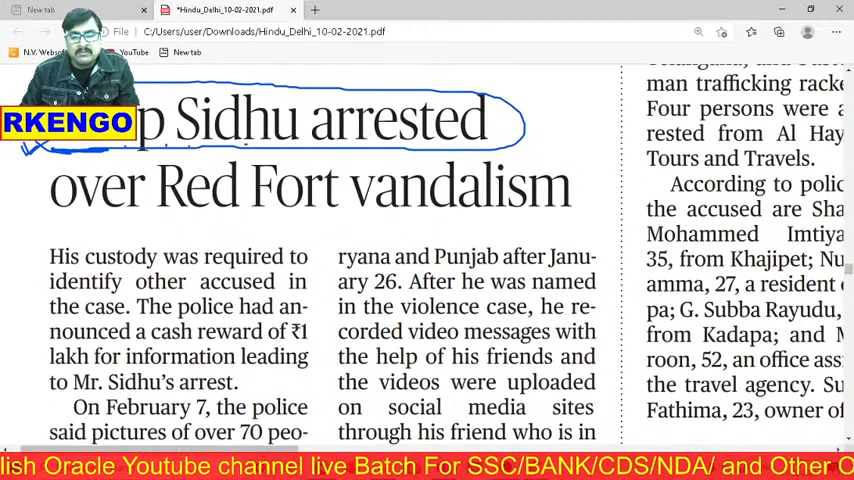 New tab
*Hindu_Delhi_10-02-2021.pdf
File
C:/Users/user/Downloads/Hindu_Delhi_10-02-2021.pdf
N.V. Websoft
YouTube
New tab
RKENGO
p Sidhu arrested
over Red Fort vandalism
His custody was required to
identify other accused in
the case. The police had an-
nounced a cash reward of ₹1
lakh for information leading
to Mr. Sidhu's arrest.
On February 7, the police
said pictures of over 70 peo-
ryana and Punjab after Janu-
ary 26. After he was named
in the violence case, he re-
corded video messages with
the help of his friends and
the videos were uploaded
on social media sites
through his friend who is in
man trafficking racke
Four persons were a
rested from Al Hay
Tours and Travels.
According to polic
the accused are Sha
Mohammed Imtiya
35, from Khajipet; Nu
amma, 27, a resident
pa; G. Subba Rayudu,
from Kadapa; and M
roon, 52, an office assi
the travel agency. Su
Fathima, 23, owner of
lish Oracle Youtube channel live Batch For SSC/BANK/CDS/NDA/ and Other O